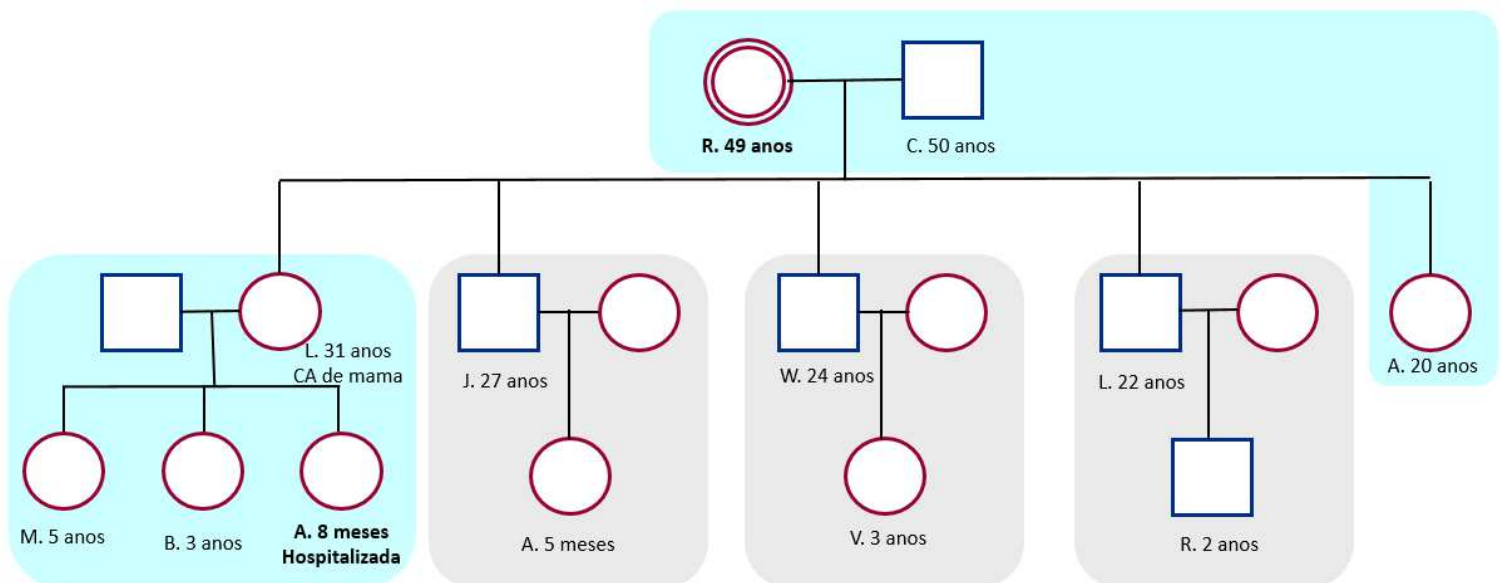 R. 49 anos
C. 50 anos
L. 31 anos
CA de mama
J. 27 anos
W. 24 anos
L. 22 anos
A. 20 anos
M. 5 anos
B. 3 anos
A. 8 meses
Hospitalizada
A. 5 meses
V. 3 anos
R. 2 anos